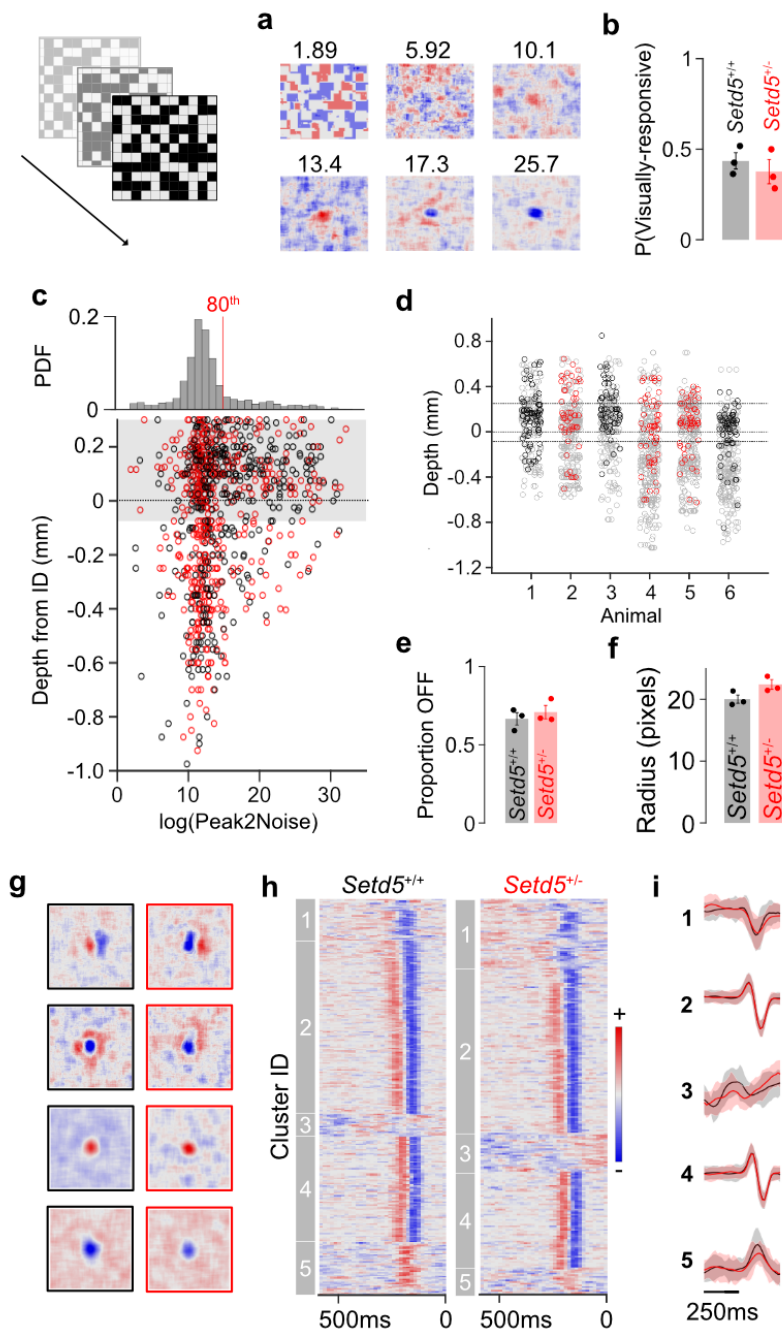 a
1.89 5.92 10.1
13.4 17.3 25.7
b
P(Visually-responsive)
1
0.5
0
Setd5+/+
Setd5+/-
c
80th
PDF
0.2
0
Depth from ID (mm)
0.2
0
-0.2
-0.4
-0.6
-0.8
-1.0
0 10 20 30
log(Peak2Noise)
d
Depth (mm)
0.8
0.4
0
-0.4
-0.8
-1.2
1 2 3 4 5 6
Animal
e
Proportion OFF
1
0.5
0
Setd5+/+
Setd5+/-
f
Radius (pixels)
20
10
0
Setd5+/+
Setd5+/-
g
h
Setd5+/+ Setd5+/-
Cluster ID
1
2
3
4
5
1
2
3
4
5
+
-
500ms 0
500ms 0
i
1
2
3
4
5
250ms